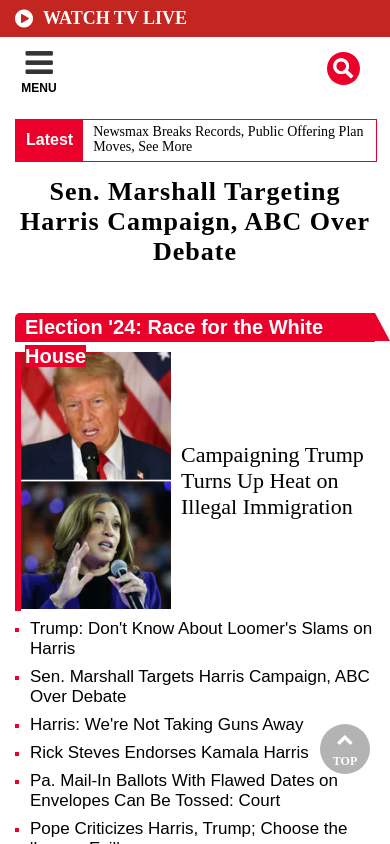 WATCH TV LIVE
MENU
Latest
Newsmax Breaks Records, Public Offering Plan
Moves, See More
Sen. Marshall Targeting
Harris Campaign, ABC Over
Debate
Election '24: Race for the White
House
Campaigning Trump
Turns Up Heat on
Illegal Immigration
Trump: Don't Know About Loomer's Slams on
Harris
Sen. Marshall Targets Harris Campaign, ABC
Over Debate
Harris: We're Not Taking Guns Away
Rick Steves Endorses Kamala Harris
TOP
Pa. Mail-In Ballots With Flawed Dates on
Envelopes Can Be Tossed: Court
Pope Criticizes Harris, Trump; Choose the